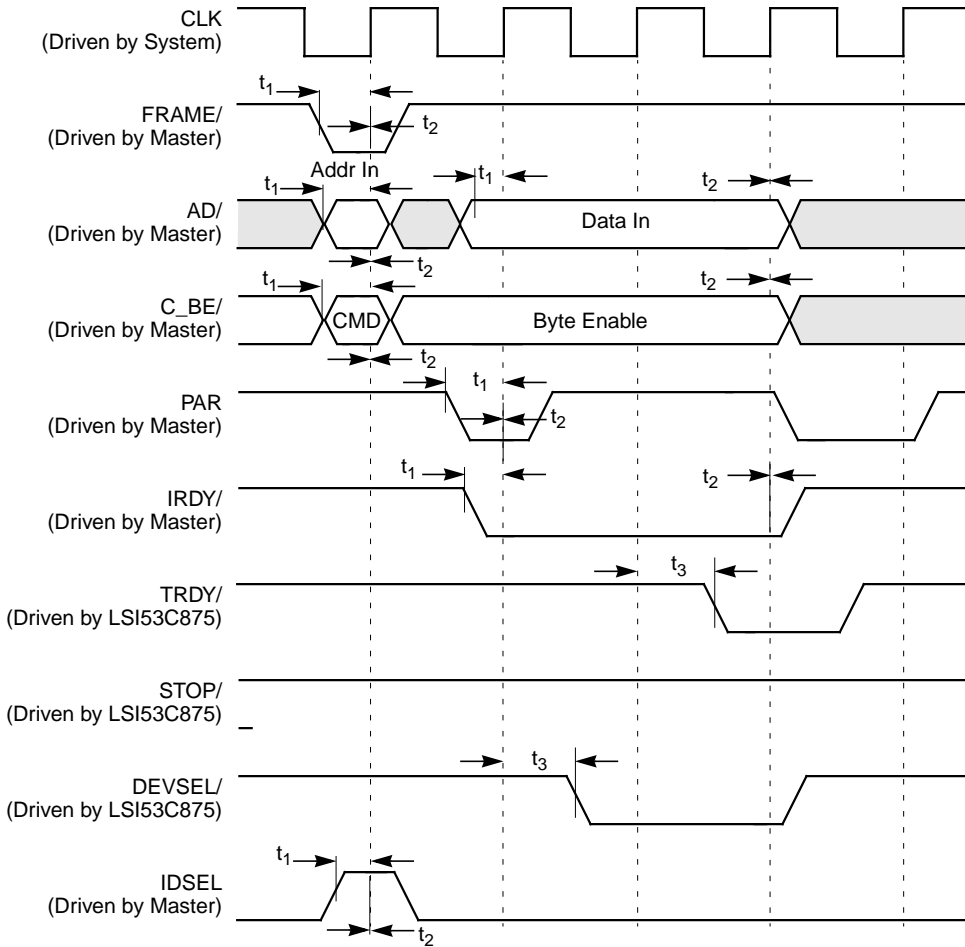 CLK
(Driven by System)
t1
FRAME/
(Driven by Master)
t2
Addr In
t1
t1
t2
AD/
(Driven by Master)
Data In
t2
t1
t2
C_BE/
(Driven by Master)
CMD
Byte Enable
t2
t1
PAR
(Driven by Master)
t2
t1
t2
IRDY/
(Driven by Master)
t3
TRDY/
(Driven by LSI53C875)
STOP/
(Driven by LSI53C875)
t3
DEVSEL/
(Driven by LSI53C875)
t1
IDSEL
(Driven by Master)
t2